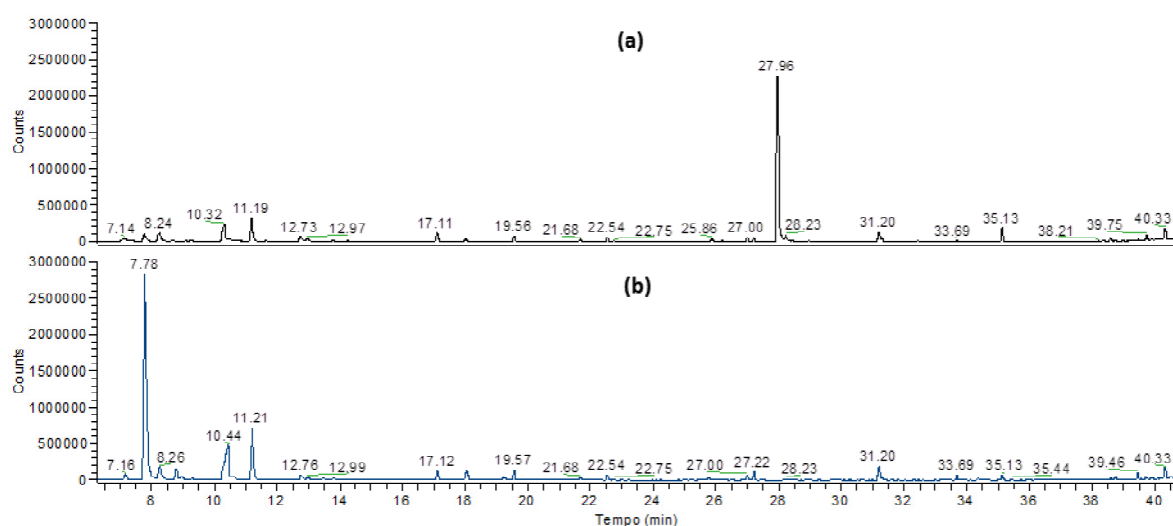 3000000
(a)
27.96
2500000
2000000
Counts
1500000
1000000
500000
7.14 8.24 10.32 11.19 12.73 12.97 17.11 19.56 21.68 22.54 22.75 25.86 27.00 28.23 31.20 33.69 35.13 38.21 39.75 40.33
0
3000000
7.78
(b)
2500000
2000000
Counts
1500000
1000000
11.21
500000
7.16 8.26 10.44 12.76 12.99 17.12 19.57 21.68 22.54 22.75 27.00 27.22 28.23 31.20 33.69 35.13 35.44 39.46 40.33
0
8 10 12 14 16 18 20 22 24 26 28 30 32 34 36 38 40
Tempo (min)